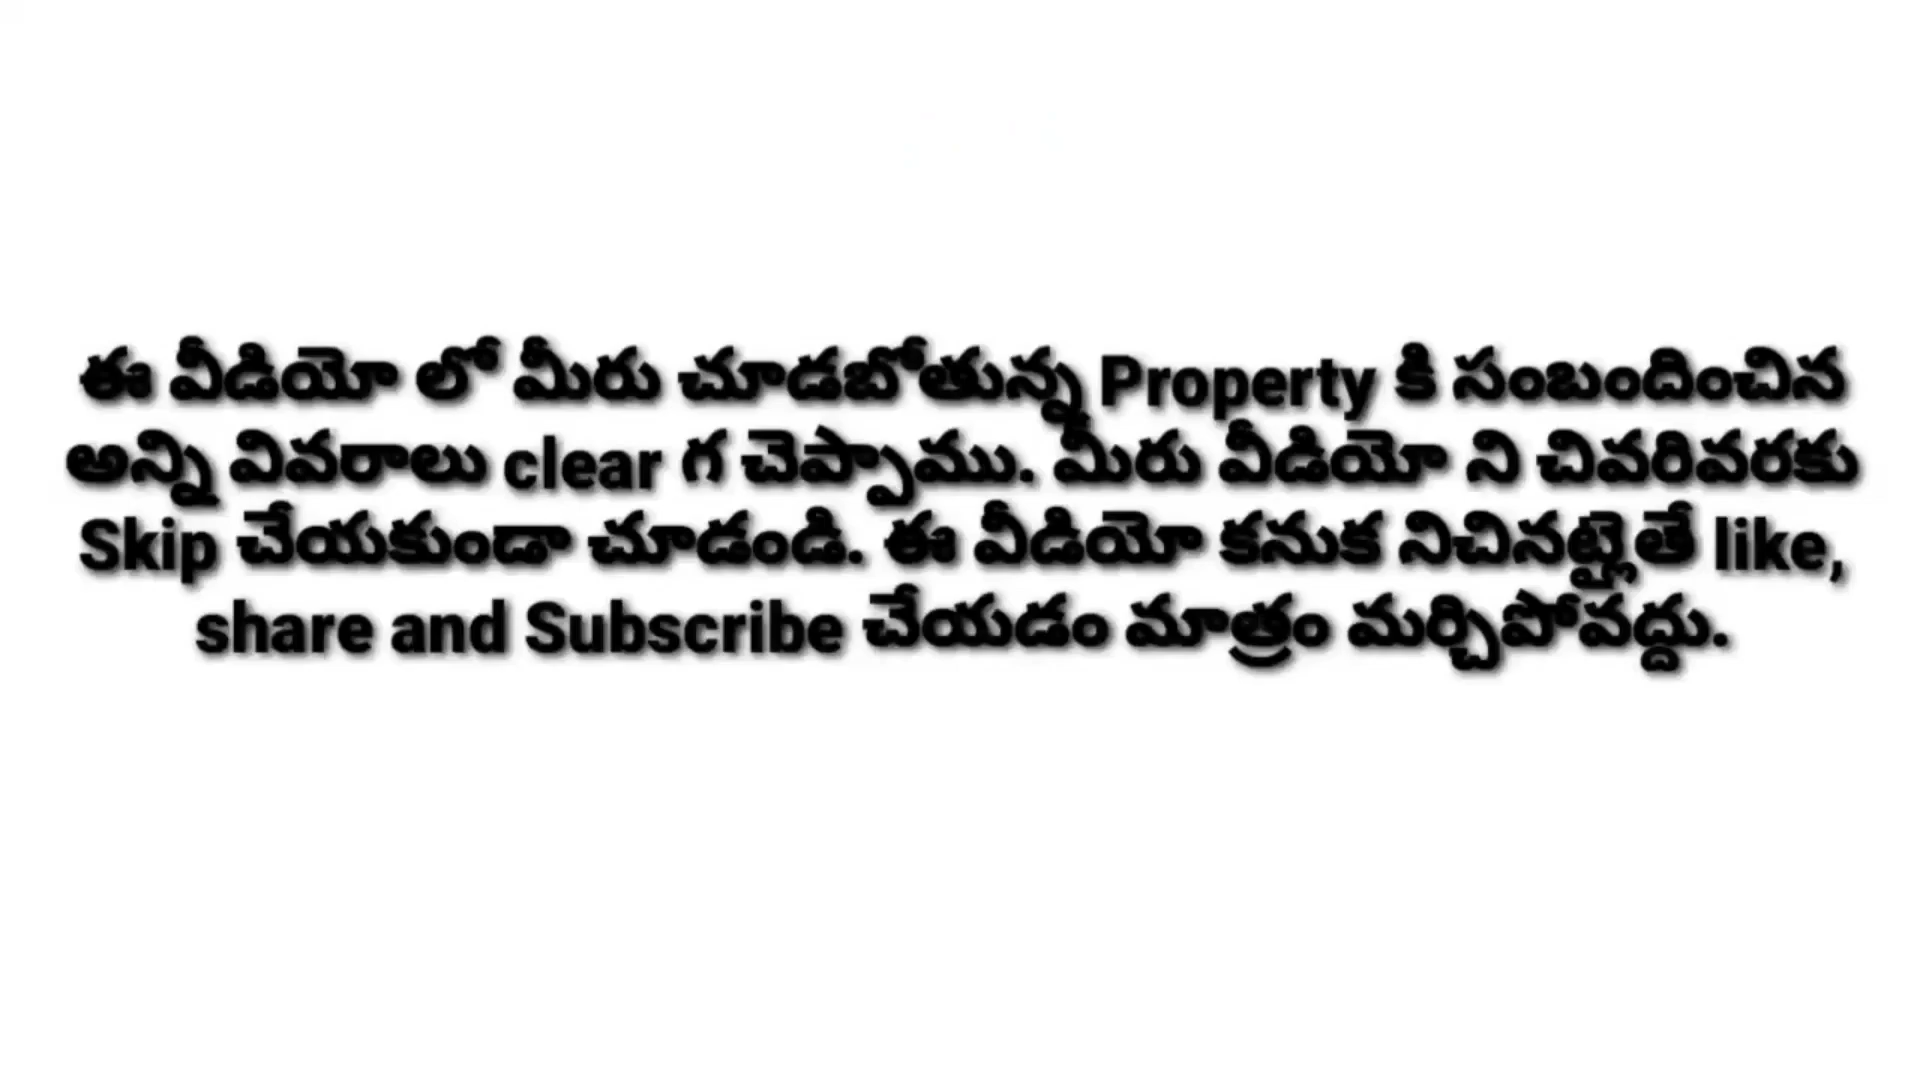 ఈ వీడియో లో మీరు చూడబోతున్న Property కి సంబందించిన
అన్ని వివరాలు clear గ చెప్పాము. మీరు వీడియో ని చివరివరకు
Skip చేయకుండా చూడండి. ఈ వీడియో కనుక నిచినట్లైతే like,
share and Subscribe చేయడం మాత్రం మర్చిపోవద్దు.